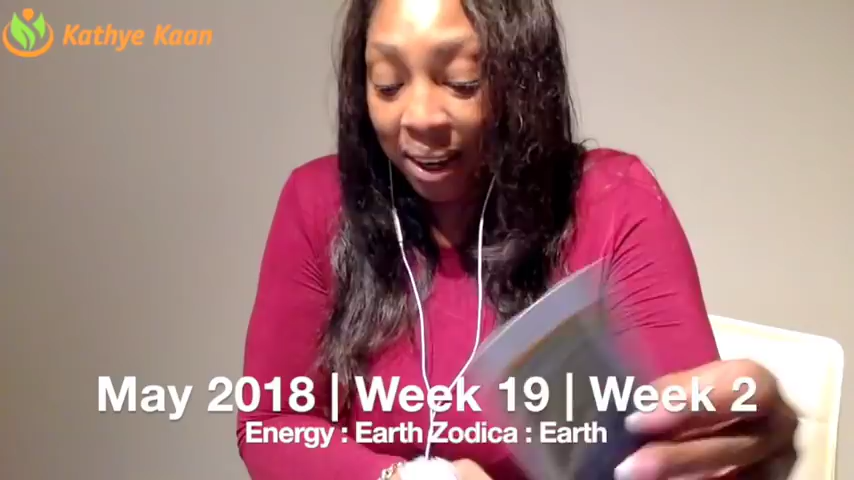 Kathye Kaan
May 2018 | Week 19 | Week 2
Energy : Earth Zodica : Earth